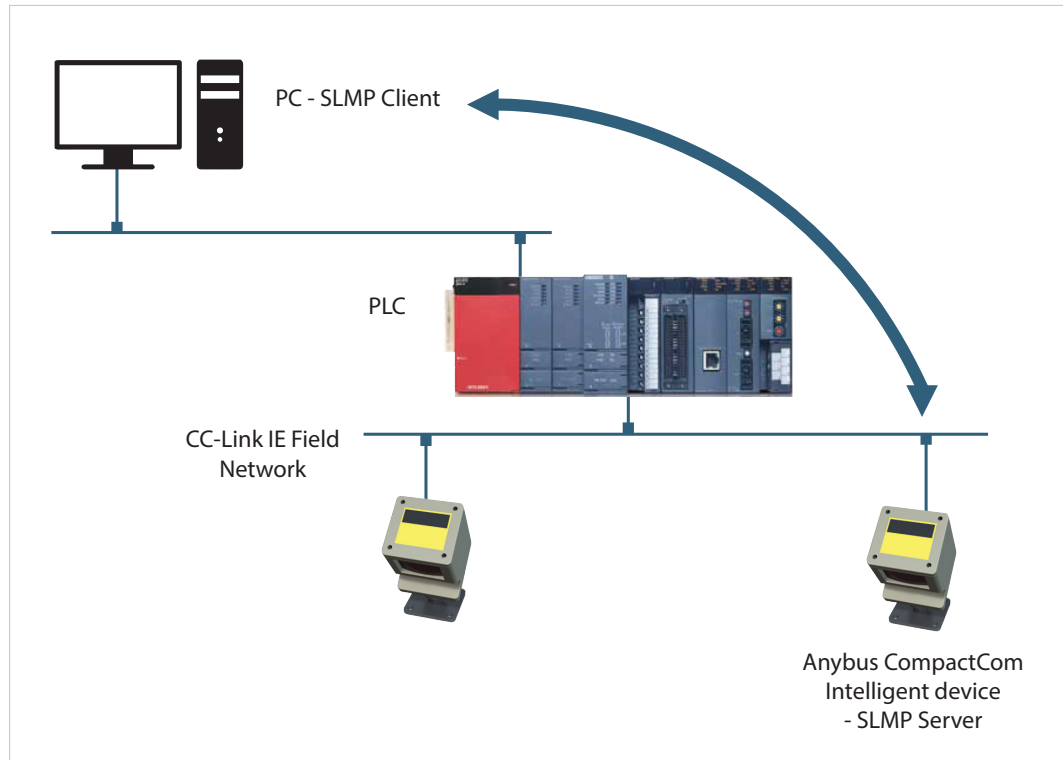 PC - SLMP Client
PLC
CC-Link IE Field
Network
Anybus CompactCom
Intelligent device
- SLMP Server